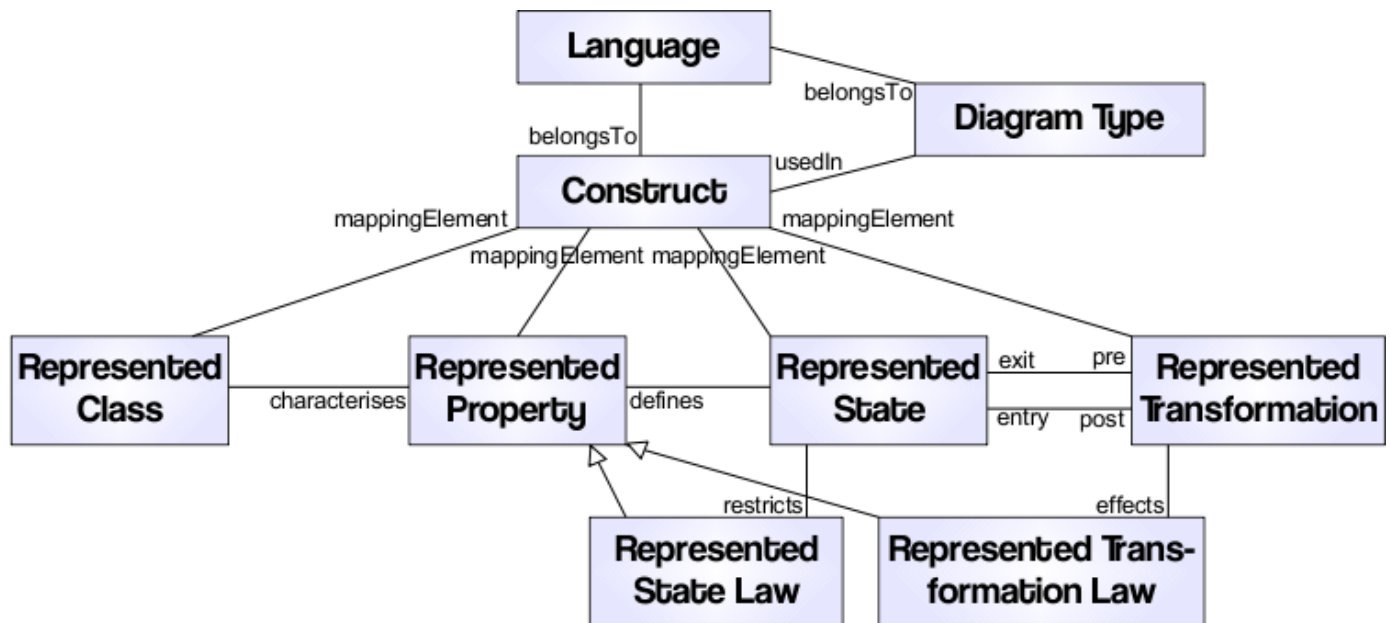 Language
belongsTo
Diagram Type
belongsTo
usedIn
Construct
mappingElement
mappingElement
mappingElement
mappingElement
Represented
Class
characterises
Represented
Property
defines
Represented
State
exit
pre
entry
post
Represented
Transformation
restricts
effects
Represented
State Law
Represented Trans-
formation Law